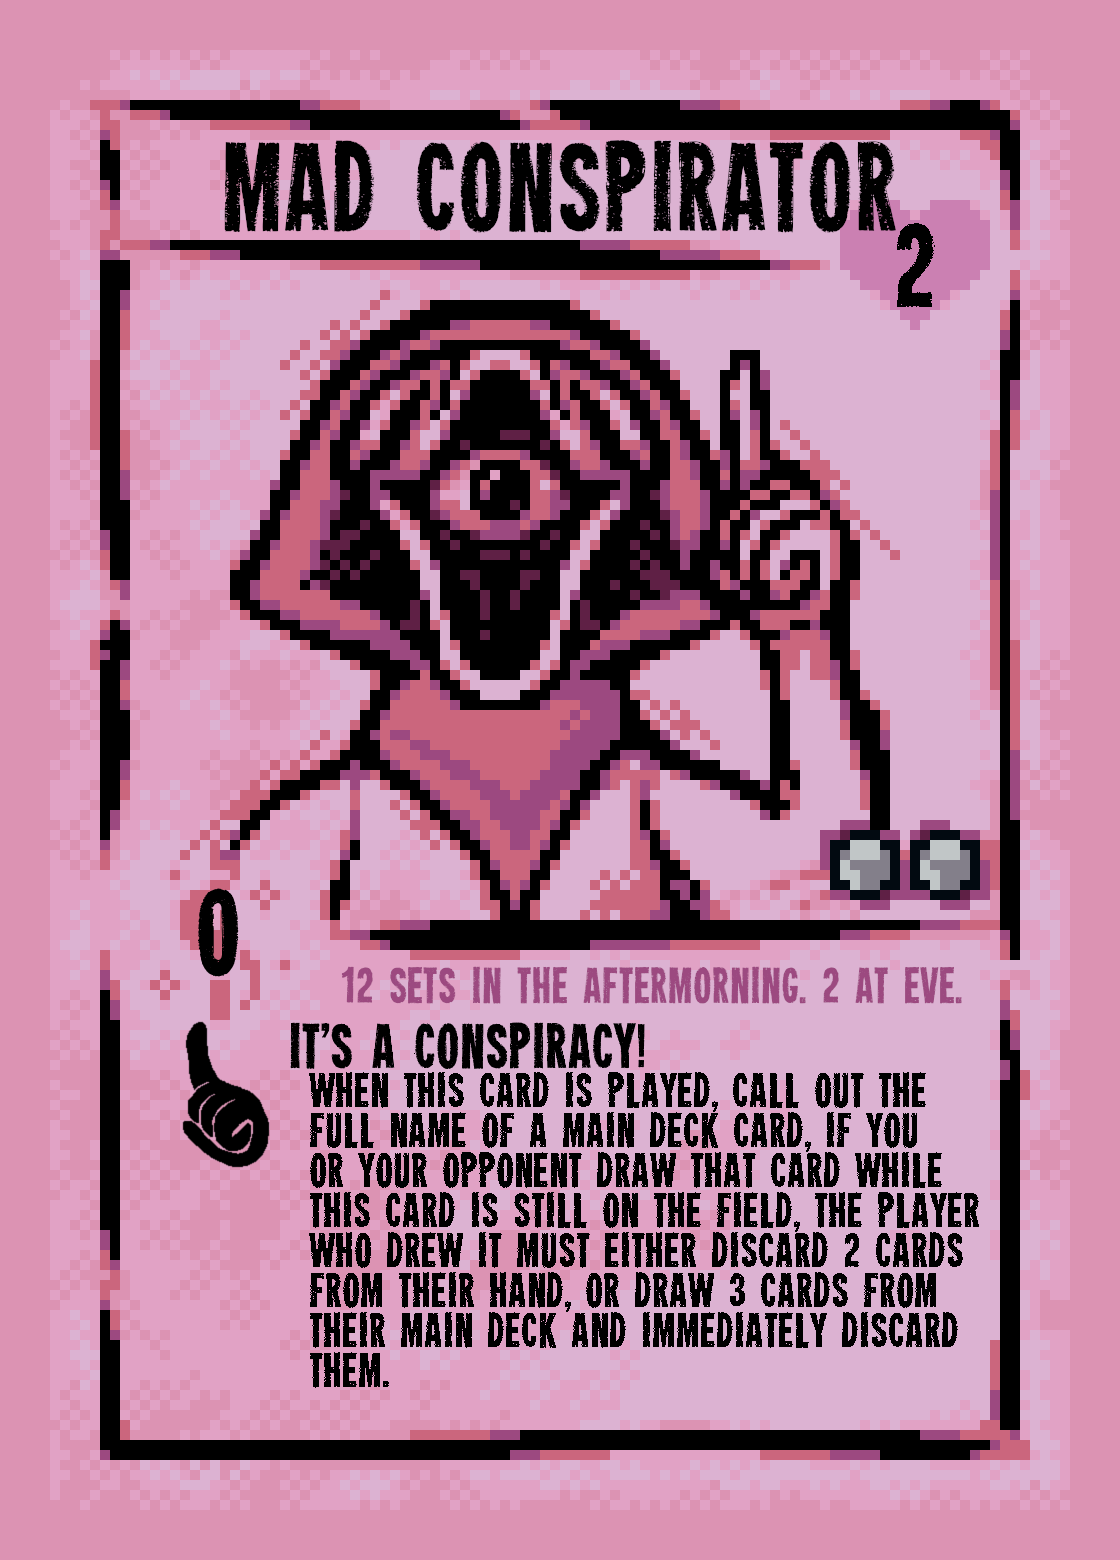 MAD CONSPIRATOR
2
0
12 SETS IN THE AFTERMORNING. 2 AT EVE.
IT'S A CONSPIRACY!
WHEN THIS CARD IS PLAYED, CALL OUT THE
FULL NAME OF A MAIN DECK CARD, IF YOU
OR YOUR OPPONENT DRAW THAT CARD WHILE
THIS CARD IS STILL ON THE FIELD, THE PLAYER
WHO DREW IT MUST EITHER DISCARD 2 CARDS
FROM THEIR HAND, OR DRAW 3 CARDS FROM
THEIR MAIN DECK AND IMMEDIATELY DISCARD
THEM.